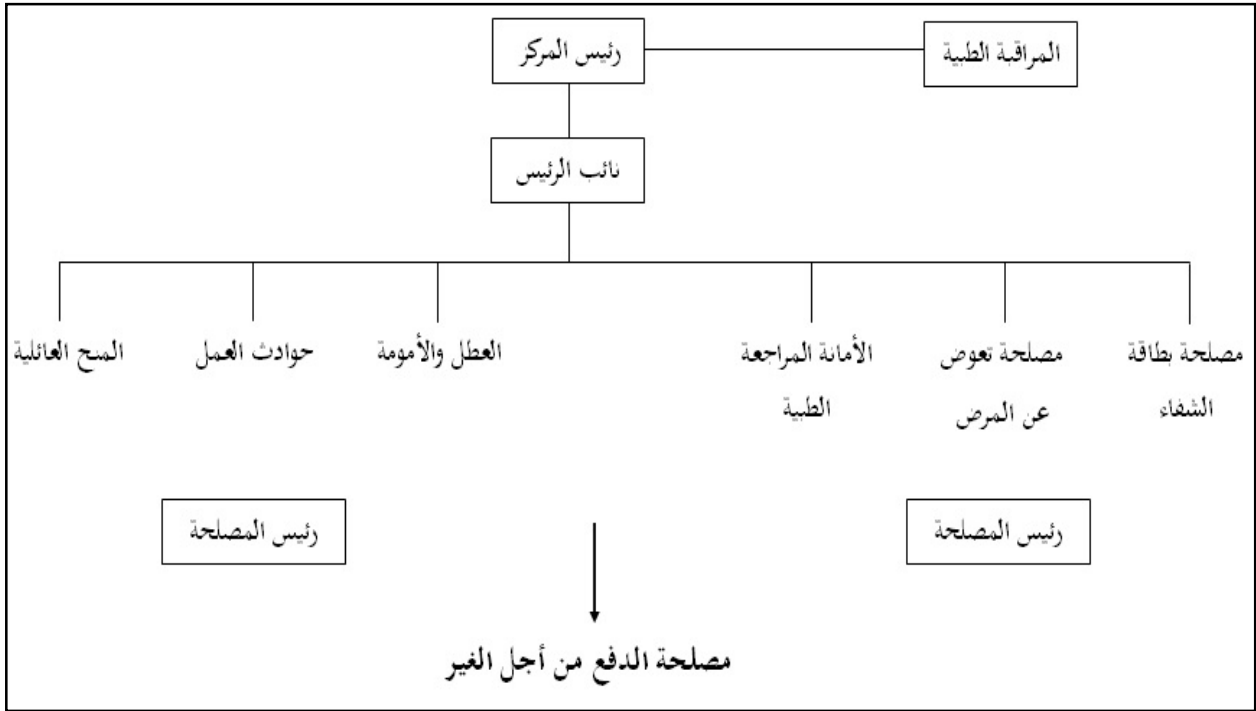 المراقبة الطبية
رئيس المركز
نائب الرئيس
مصلحة بطاقة
الشفاء
مصلحة تعوض
عن المرض
الأمانة المراجعة
الطبية
العطل والأمومة
حوادث العمل
المنح العائلية
رئيس المصلحة
رئيس المصلحة
مصلحة الدفع من أجل الغير